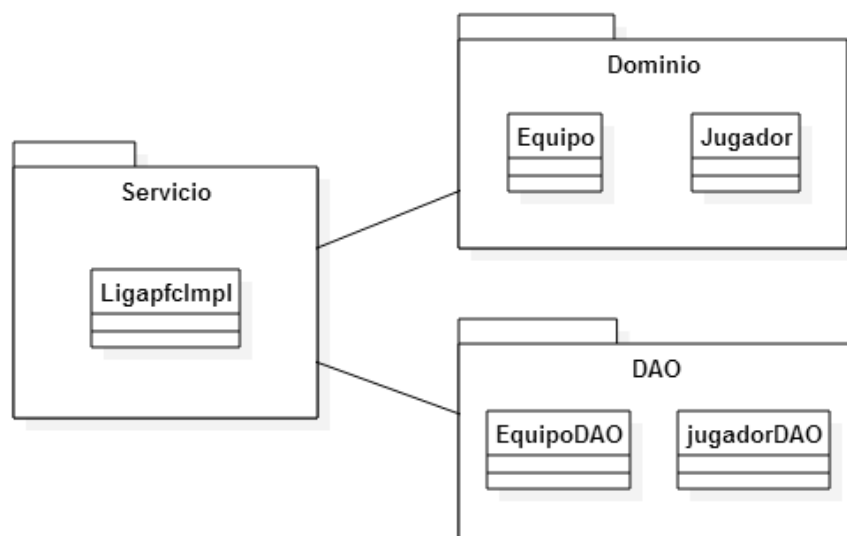 Dominio
Equipo
Jugador
Servicio
LigapfcImpl
DAO
EquipoDAO
jugadorDAO